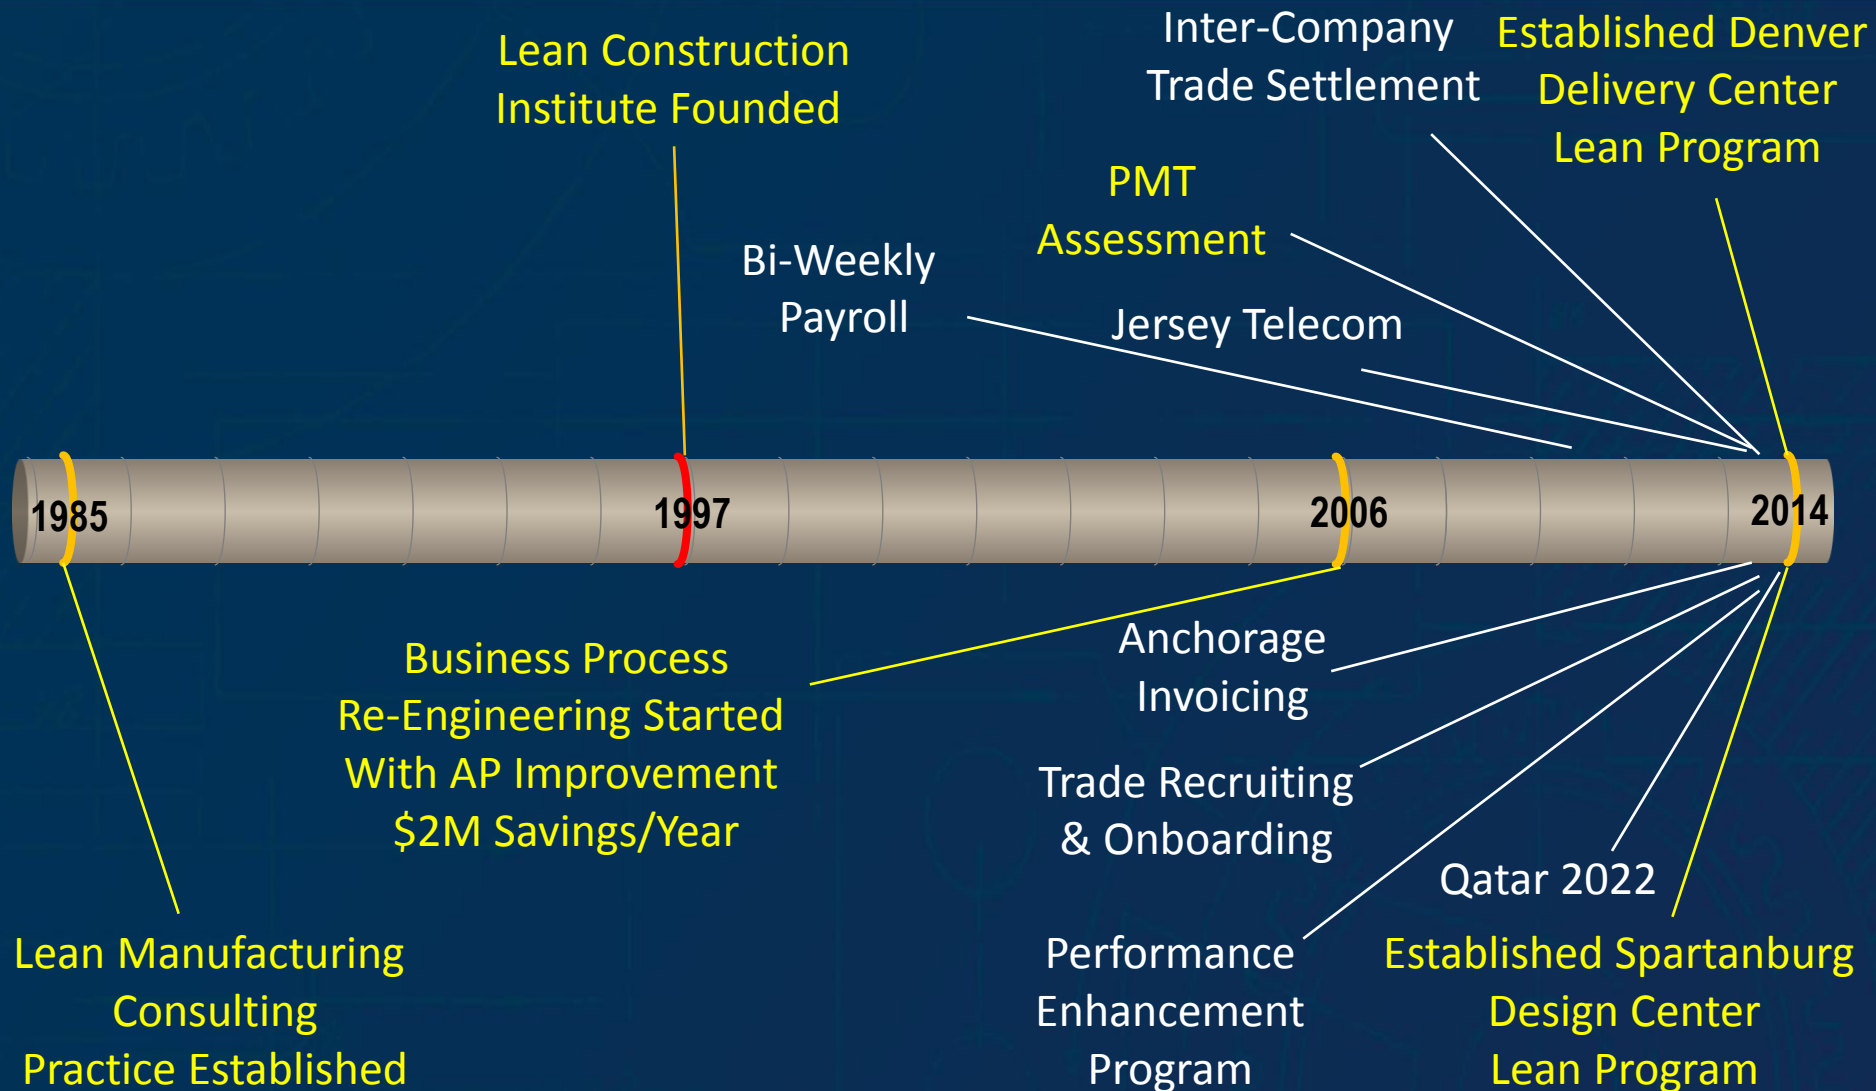 Lean Construction
Institute Founded
Inter-Company
Trade Settlement
Established Denver
Delivery Center
Lean Program
PMT
Assessment
Bi-Weekly
Payroll
Jersey Telecom
1985
1997
2006
2014
Business Process
Re-Engineering Started
With AP Improvement
$2M Savings/Year
Anchorage
Invoicing
Trade Recruiting
& Onboarding
Qatar 2022
Lean Manufacturing
Consulting
Practice Established
Performance
Enhancement
Program
Established Spartanburg
Design Center
Lean Program